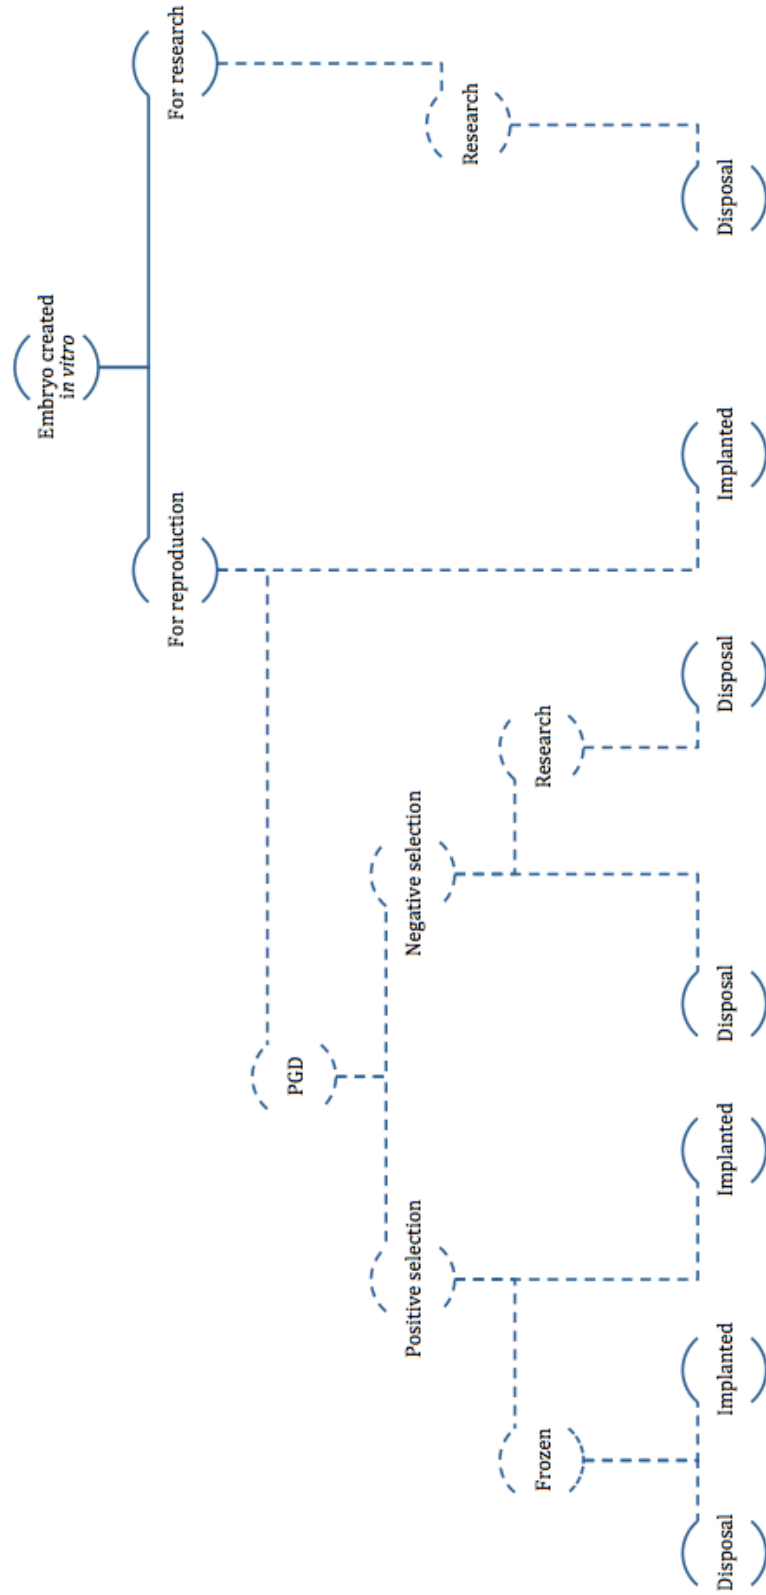 Embryo created
in vitro
For reproduction
For research
PGD
Positive selection
Negative selection
Research
Frozen
Research
Disposal
Implanted
Implanted
Disposal
Disposal
Implanted
Disposal